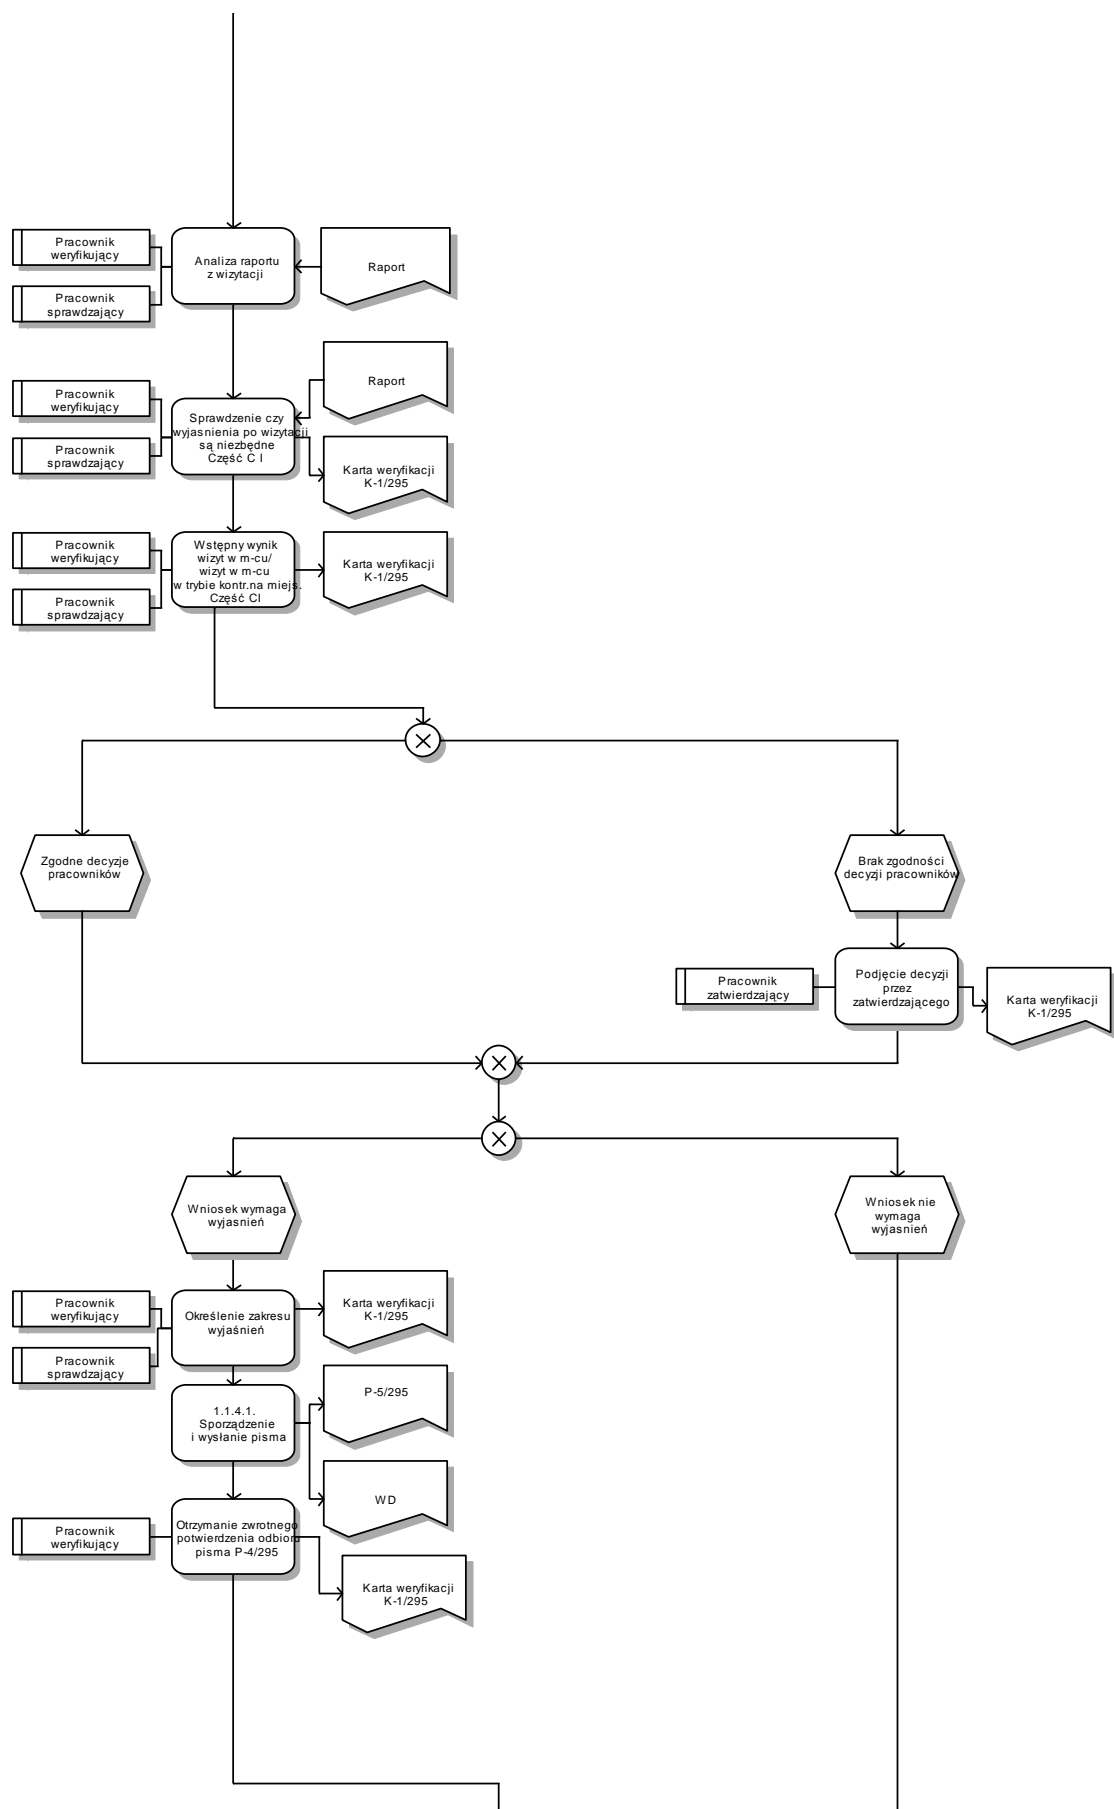 Pracownik
weryfikujący
Analiza raportu
z wizytacji
Raport
Pracownik
sprawdzający
Raport
Pracownik
weryfikujący
Sprawdzenie czy
wyjasnienia po wizytacji
są niezbędne
Część C I
Pracownik
sprawdzający
Karta weryfikacji
K-1/295
Pracownik
weryfikujący
Wstępny wynik
wizyt w m-cu/
wizyt w m-cu
w trybie kontr.na miejs.
Część CI
Karta weryfikacji
K-1/295
Pracownik
sprawdzający
Zgodne decyzje
pracowników
Brak zgodności
decyzji pracowników
Pracownik
zatwierdzający
Podjęcie decyzji
przez
zatwierdzającego
Karta weryfikacji
K-1/295
Wniosek wymaga
wyjasnień
Wniosek nie
wymaga
wyjasnień
Pracownik
weryfikujący
Określenie zakresu
wyjaśnień
Karta weryfikacji
K-1/295
Pracownik
sprawdzający
1.1.4.1.
Sporządzenie
i wysłanie pisma
P-5/295
WD
Pracownik
weryfikujący
Otrzymanie zwrotnego
potwierdzenia odbioru
pisma P-4/295
Karta weryfikacji
K-1/295